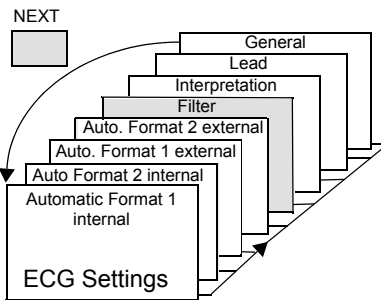 NEXT
General
Lead
Interpretation
Filter
Auto. Format 2 external
Auto. Format 1 external
Auto Format 2 internal
Automatic Format 1
internal
ECG Settings